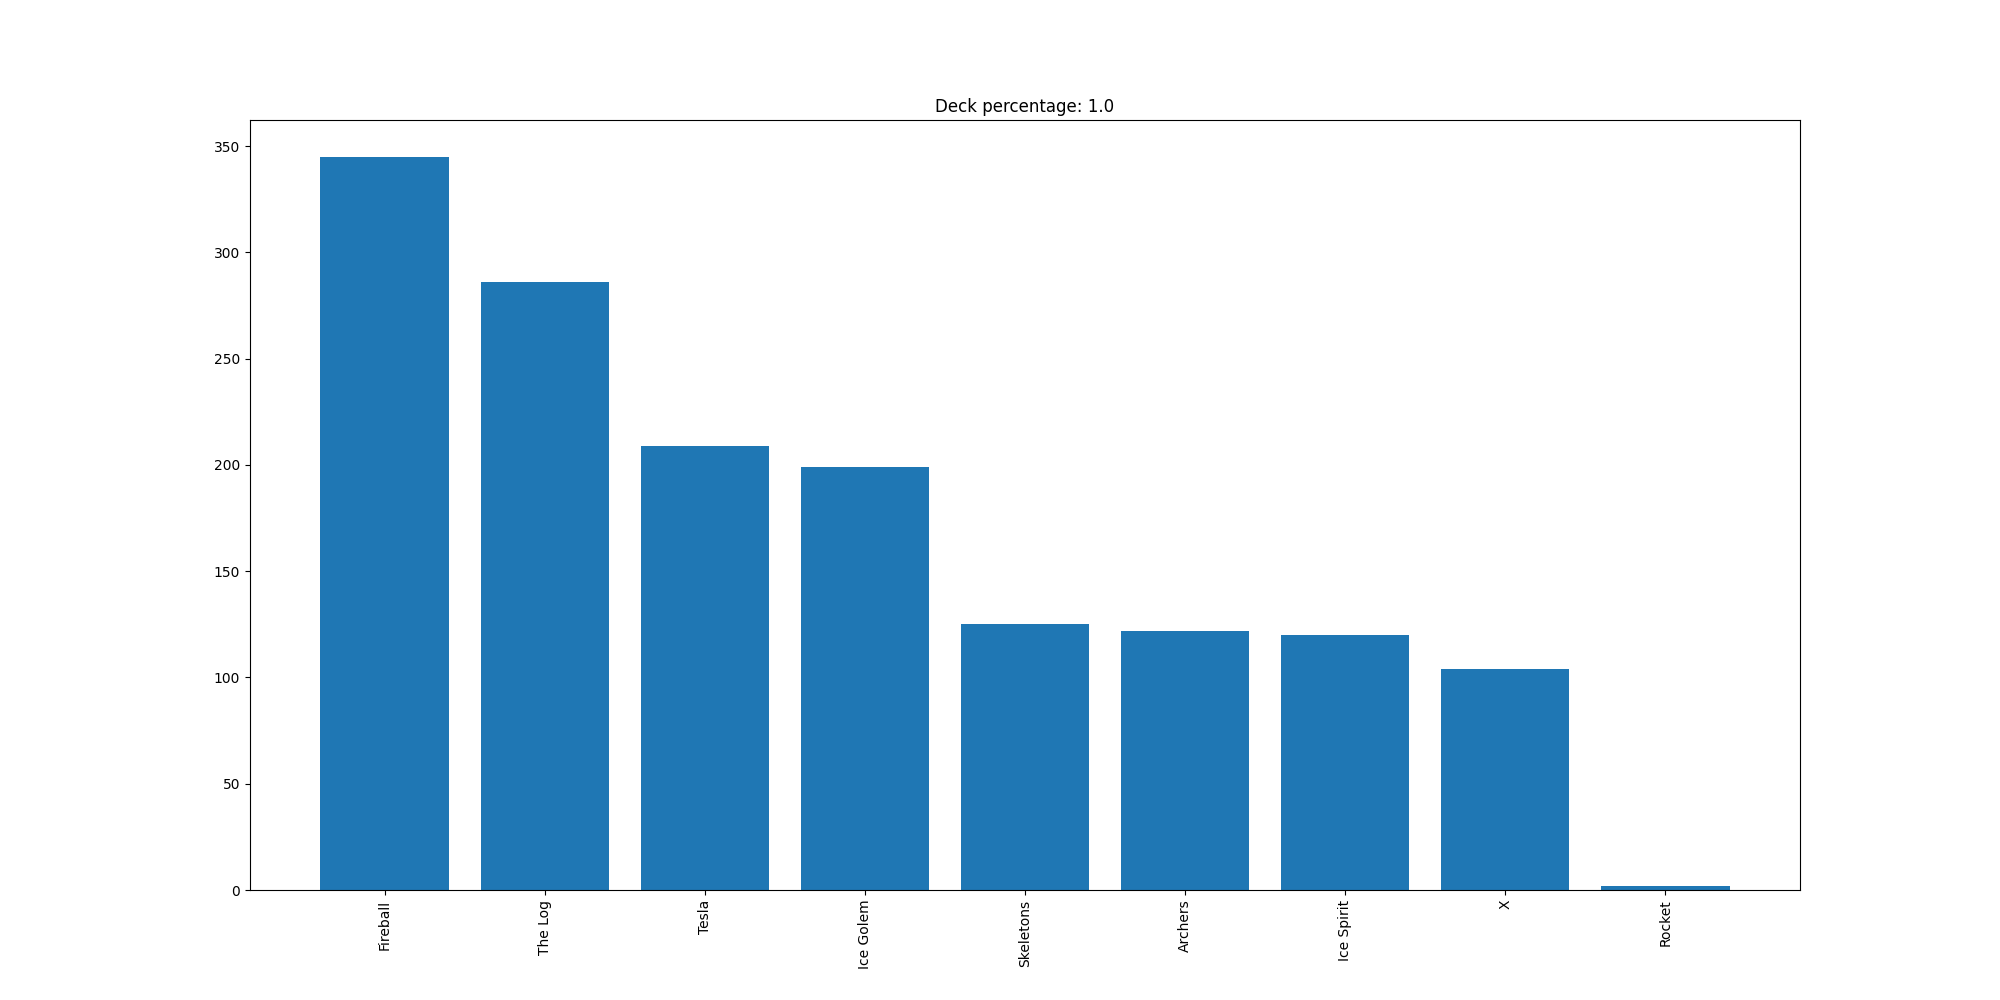 Deck percentage: 1.0
350
300
250
200
150
100
50
0
Fireball
The Log
Tesla
Ice Golem
Skeletons
Archers
Ice Spirit
X
Rocket